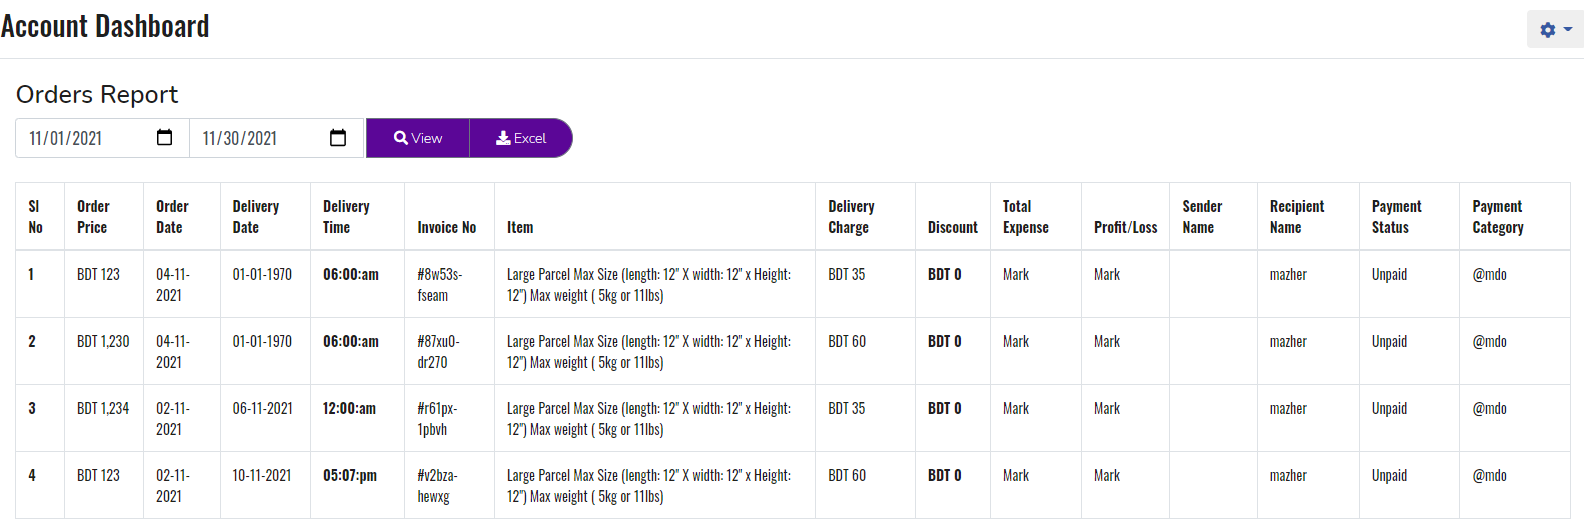 Account Dashboard
Orders Report
11/01/2021 11/30/2021 View Excel
Sl No Order Price Order Date Delivery Date Delivery Time Invoice No Item Delivery Charge Discount Total Expense Profit/Loss Sender Name Recipient Name Payment Status Payment Category
1 BDT 123 04-11-2021 01-01-1970 06:00:am #8w53s-fseam Large Parcel Max Size (length: 12" X width: 12" x Height: 12") Max weight ( 5kg or 11lbs) BDT 35 BDT 0 Mark Mark mazher Unpaid @mdo
2 BDT 1,230 04-11-2021 01-01-1970 06:00:am #87xu0-dr270 Large Parcel Max Size (length: 12" X width: 12" x Height: 12") Max weight ( 5kg or 11lbs) BDT 60 BDT 0 Mark Mark mazher Unpaid @mdo
3 BDT 1,234 02-11-2021 06-11-2021 12:00:am #r61px-1pbvh Large Parcel Max Size (length: 12" X width: 12" x Height: 12") Max weight ( 5kg or 11lbs) BDT 35 BDT 0 Mark Mark mazher Unpaid @mdo
4 BDT 123 02-11-2021 10-11-2021 05:07:pm #v2bza-hewxg Large Parcel Max Size (length: 12" X width: 12" x Height: 12") Max weight ( 5kg or 11lbs) BDT 60 BDT 0 Mark Mark mazher Unpaid @mdo